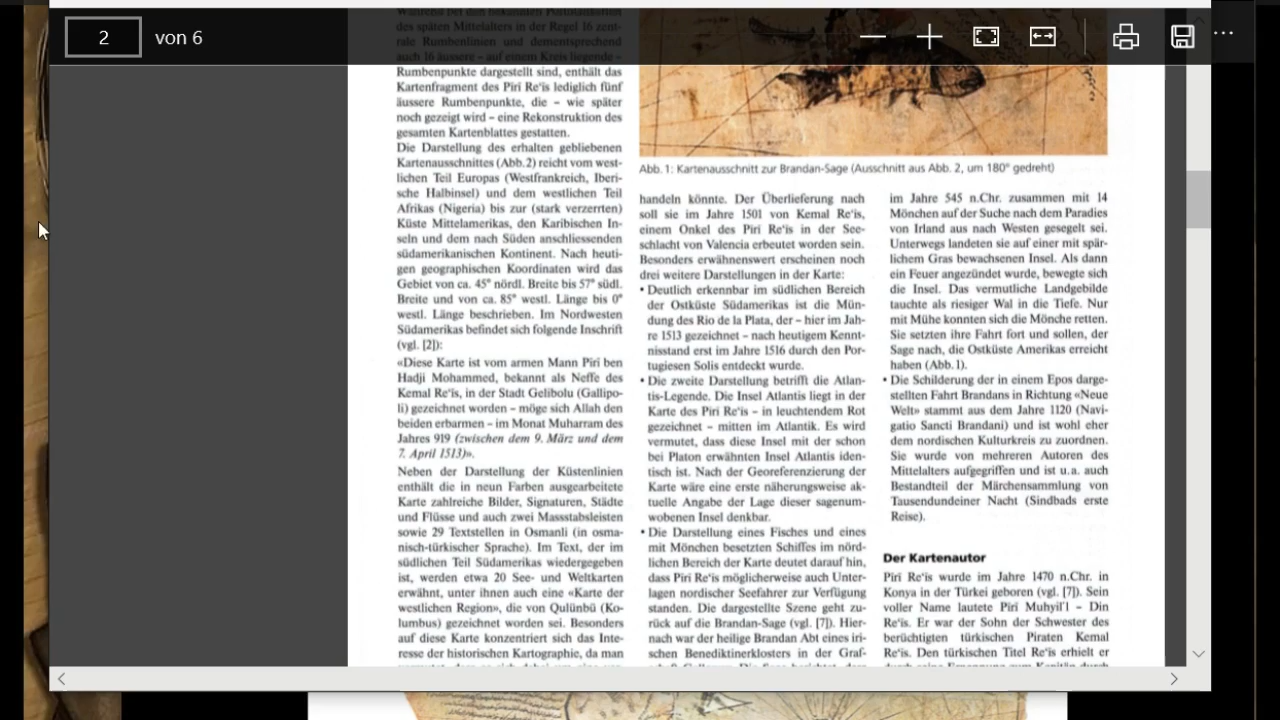 2 von 6
Während bei den bekannten Portolankarten
des späten Mittelalters in der Regel 16 zent-
rale Rumbenlinien und dementsprechend
auch 16 äussere – auf einem Kreis liegende –
Rumbenpunkte dargestellt sind, enthält das
Kartenfragment des Piri Re'is lediglich fünf
äussere Rumbenpunkte, die – wie später
noch gezeigt wird – eine Rekonstruktion des
gesamten Kartenblattes gestatten.
Die Darstellung des erhalten gebliebenen
Kartenausschnittes (Abb. 2) reicht vom west-
lichen Teil Europas (Westfrankreich, Iberi-
sche Halbinsel) und dem westlichen Teil
Afrikas (Nigeria) bis zur (stark verzerrten)
Küste Mittelamerikas, den Karibischen In-
seln und dem nach Süden anschliessenden
südamerikanischen Kontinent. Nach heuti-
gen geographischen Koordinaten wird das
Gebiet von ca. 45° nördl. Breite bis 57° südl.
Breite und von ca. 85° westl. Länge bis 0°
westl. Länge beschrieben. Im Nordwesten
Südamerikas befindet sich folgende Inschrift
(vgl. [2]):
«Diese Karte ist vom armen Mann Piri ben
Hadji Mohammed, bekannt als Neffe des
Kemal Re'is, in der Stadt Gelibolu (Gallipo-
li) gezeichnet worden – möge sich Allah den
beiden erbarmen – im Monat Muharram des
Jahres 919 (zwischen dem 9. März und dem
7. April 1513)».
Neben der Darstellung der Küstenlinien
enthält die in neun Farben ausgearbeitete
Karte zahlreiche Bilder, Signaturen, Städte
und Flüsse und auch zwei Massstabsleisten
sowie 29 Textstellen in Osmanli (in osma-
nisch-türkischer Sprache). Im Text, der im
südlichen Teil Südamerikas wiedergegeben
ist, werden etwa 20 See- und Weltkarten
erwähnt, unter ihnen auch eine «Karte der
westlichen Region», die von Qulünbü (Ko-
lumbus) gezeichnet worden sei. Besonders
auf diese Karte konzentriert sich das Inte-
resse der historischen Kartographie, da man
Abb. 1: Kartenausschnitt zur Brandan-Sage (Ausschnitt aus Abb. 2, um 180° gedreht)
handeln könnte. Der Überlieferung nach
soll sie im Jahre 1501 von Kemal Re'is,
einem Onkel des Piri Re'is in der See-
schlacht von Valencia erbeutet worden sein.
Besonders erwähnenswert erscheinen noch
drei weitere Darstellungen in der Karte:
• Deutlich erkennbar im südlichen Bereich
der Ostküste Südamerikas ist die Mün-
dung des Rio de la Plata, der – hier im Jah-
re 1513 gezeichnet – nach heutigem Kennt-
nisstand erst im Jahre 1516 durch den Por-
tugiesen Solis entdeckt wurde.
• Die zweite Darstellung betrifft die Atlan-
tis-Legende. Die Insel Atlantis liegt in der
Karte des Piri Re'is – in leuchtendem Rot
gezeichnet – mitten im Atlantik. Es wird
vermutet, dass diese Insel mit der schon
bei Platon erwähnten Insel Atlantis iden-
tisch ist. Nach der Georeferenzierung der
Karte wäre eine erste näherungsweise ak-
tuelle Angabe der Lage dieser sagenum-
wobenen Insel denkbar.
• Die Darstellung eines Fisches und eines
mit Mönchen besetzten Schiffes im nörd-
lichen Bereich der Karte deutet darauf hin,
dass Piri Re'is möglicherweise auch Unter-
lagen nordischer Seefahrer zur Verfügung
standen. Die dargestellte Szene geht zu-
rück auf die Brandan-Sage (vgl. [7]). Hier-
nach war der heilige Brandan Abt eines iri-
schen Benediktinerklosters in der Graf-
im Jahre 545 n.Chr. zusammen mit 14
Mönchen auf der Suche nach dem Paradies
von Irland aus nach Westen gesegelt sei.
Unterwegs landeten sie auf einer mit spär-
lichem Gras bewachsenen Insel. Als dann
ein Feuer angezündet wurde, bewegte sich
die Insel. Das vermutliche Landgebilde
tauchte als riesiger Wal in die Tiefe. Nur
mit Mühe konnten sich die Mönche retten.
Sie setzten ihre Fahrt fort und sollen, der
Sage nach, die Ostküste Amerikas erreicht
haben (Abb. 1).
• Die Schilderung der in einem Epos darge-
stellten Fahrt Brandans in Richtung «Neue
Welt» stammt aus dem Jahre 1120 (Navi-
gatio Sancti Brandani) und ist wohl eher
dem nordischen Kulturkreis zu zuordnen.
Sie wurde von mehreren Autoren des
Mittelalters aufgegriffen und ist u.a. auch
Bestandteil der Märchensammlung von
Tausendundeiner Nacht (Sindbads erste
Reise).
Der Kartenautor
Piri Re'is wurde im Jahre 1470 n.Chr. in
Konya in der Türkei geboren (vgl. [7]). Sein
voller Name lautete Piri Muhyil'l – Din
Re'is. Er war der Sohn der Schwester des
berüchtigten türkischen Piraten Kemal
Re'is. Den türkischen Titel Re'is erhielt er